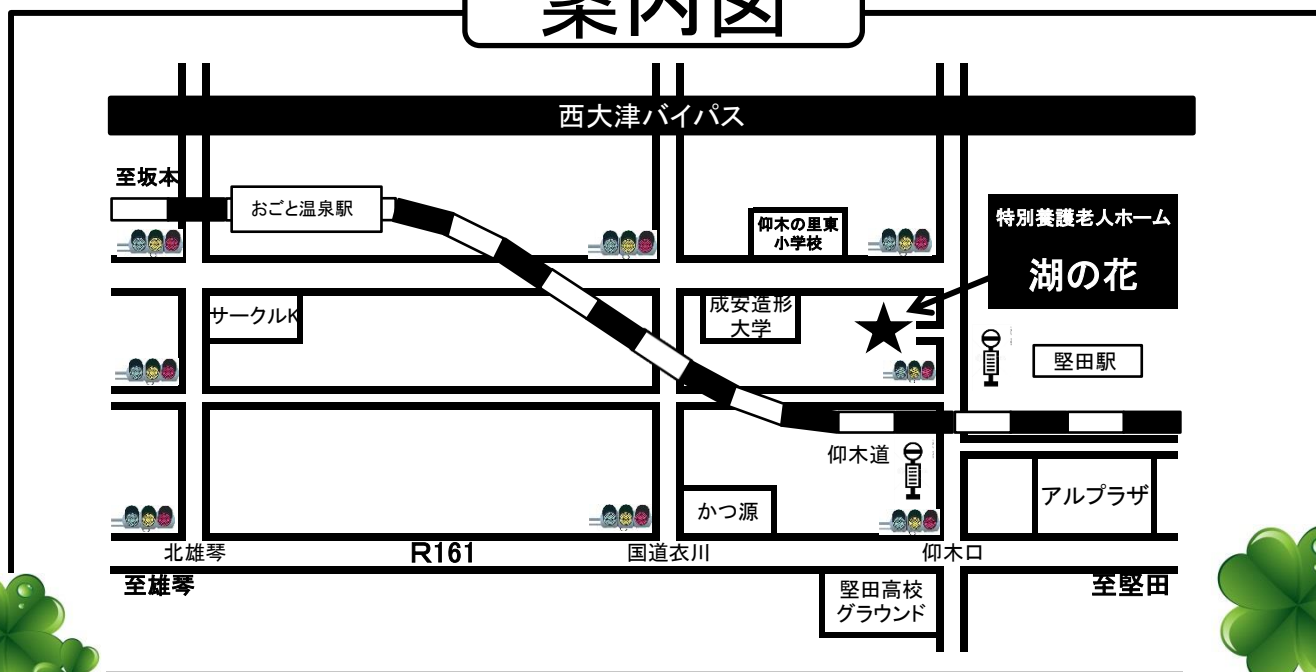 案内図
西大津バイパス
至坂本
おごと温泉駅
仰木の里東
小学校
特別養護老人ホーム
湖の花
サークルK
成安造形
大学
堅田駅
仰木道
アルプラザ
かつ源
北雄琴
R161
国道衣川
仰木口
至雄琴
至堅田
堅田高校
グラウンド